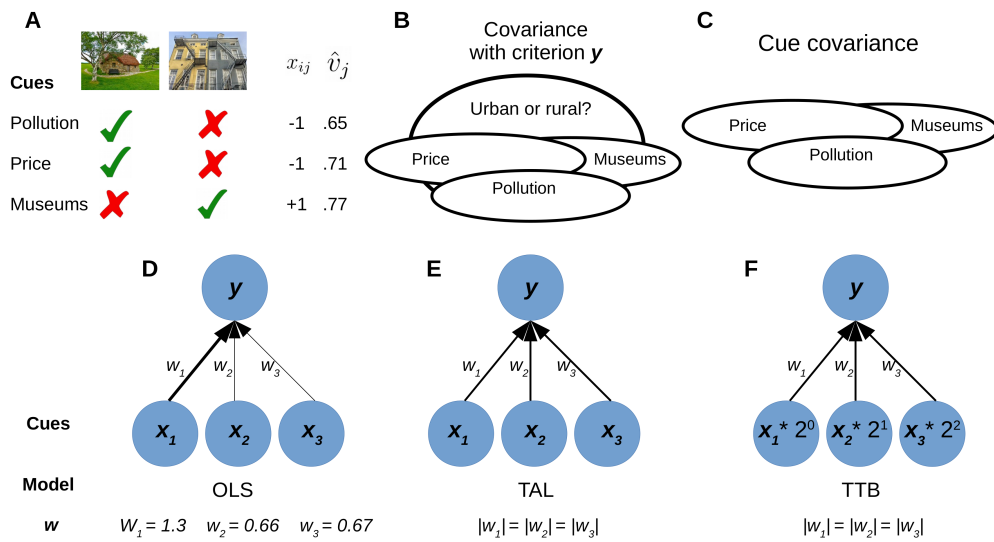 A
Cues
x_ij v̂_j
Pollution -1 .65
Price -1 .71
Museums +1 .77
B
Covariance
with criterion y
Urban or rural?
Price
Museums
Pollution
C
Cue covariance
Price
Museums
Pollution
D
y
w_1 w_2 w_3
E
y
w_1 w_2 w_3
F
y
w_1 w_2 w_3
Cues
x_1 x_2 x_3
x_1 x_2 x_3
x_1* 2^0 x_2* 2^1 x_3* 2^2
Model
OLS
TAL
TTB
w
W_1 = 1.3 w_2 = 0.66 w_3 = 0.67
|w_1| = |w_2| = |w_3|
|w_1| = |w_2| = |w_3|